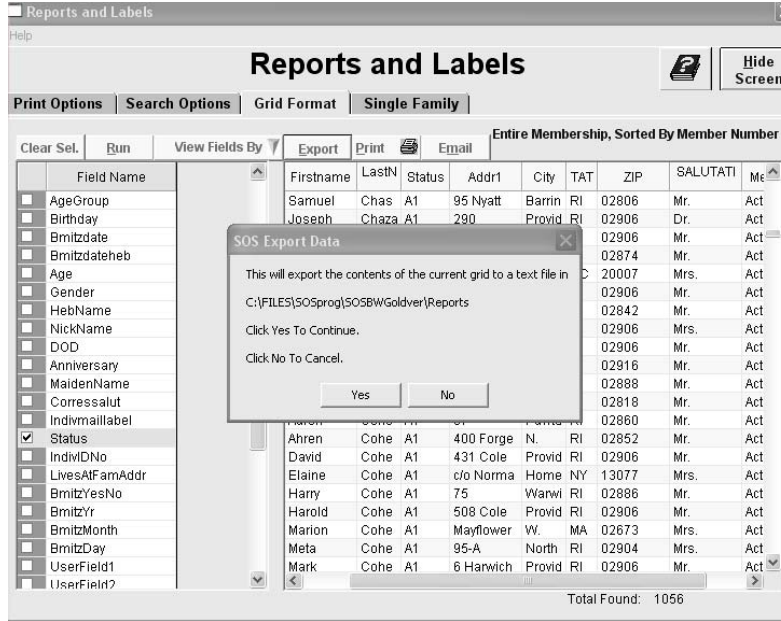 Reports and Labels
Help
Reports and Labels
Hide Screen
Print Options Search Options Grid Format Single Family
Entire Membership, Sorted By Member Number
Clear Sel. Run View Fields By Export Print Email
Field Name Firstname LastN Status Addr1 City TAT ZIP SALUTATI Me
AgeGroup Samuel Chas A1 95 Nyatt Barrin RI 02806 Mr. Act
Birthday Joseph Chaza A1 290 Provid RI 02906 Dr. Act
Bmitzdate 02906 Mr. Act
Bmitzdateheb 02874 Mr. Act
Age 20007 Mrs. Act
Gender 02906 Mr. Act
HebName 02842 Mr. Act
NickName 02906 Mrs. Act
DOD 02906 Mr. Act
Anniversary 02916 Mr. Act
MaidenName 02888 Mr. Act
Corressalut 02818 Mr. Act
Indivmaillabel 02860 Mr. Act
Status Ahren Cohe A1 400 Forge N. RI 02852 Mr. Act
IndivIDNo David Cohe A1 431 Cole Provid RI 02906 Mr. Act
LivesAtFamAddr Elaine Cohe A1 c/o Norma Home NY 13077 Mrs. Act
BmitzYesNo Harry Cohe A1 75 Warwi RI 02886 Mr. Act
BmitzYr Harold Cohe A1 508 Cole Provid RI 02906 Mr. Act
BmitzMonth Marion Cohe A1 Mayflower W. MA 02673 Mrs. Act
BmitzDay Meta Cohe A1 95-A North RI 02904 Mrs. Act
UserField1 Mark Cohe A1 6 Harwich Provid RI 02906 Mr. Act
UserField2
Total Found: 1056
SOS Export Data
This will export the contents of the current grid to a text file in
C:\FILES\SOSprog\SOSBWGoldver\Reports
Click Yes To Continue.
Click No To Cancel.
Yes No